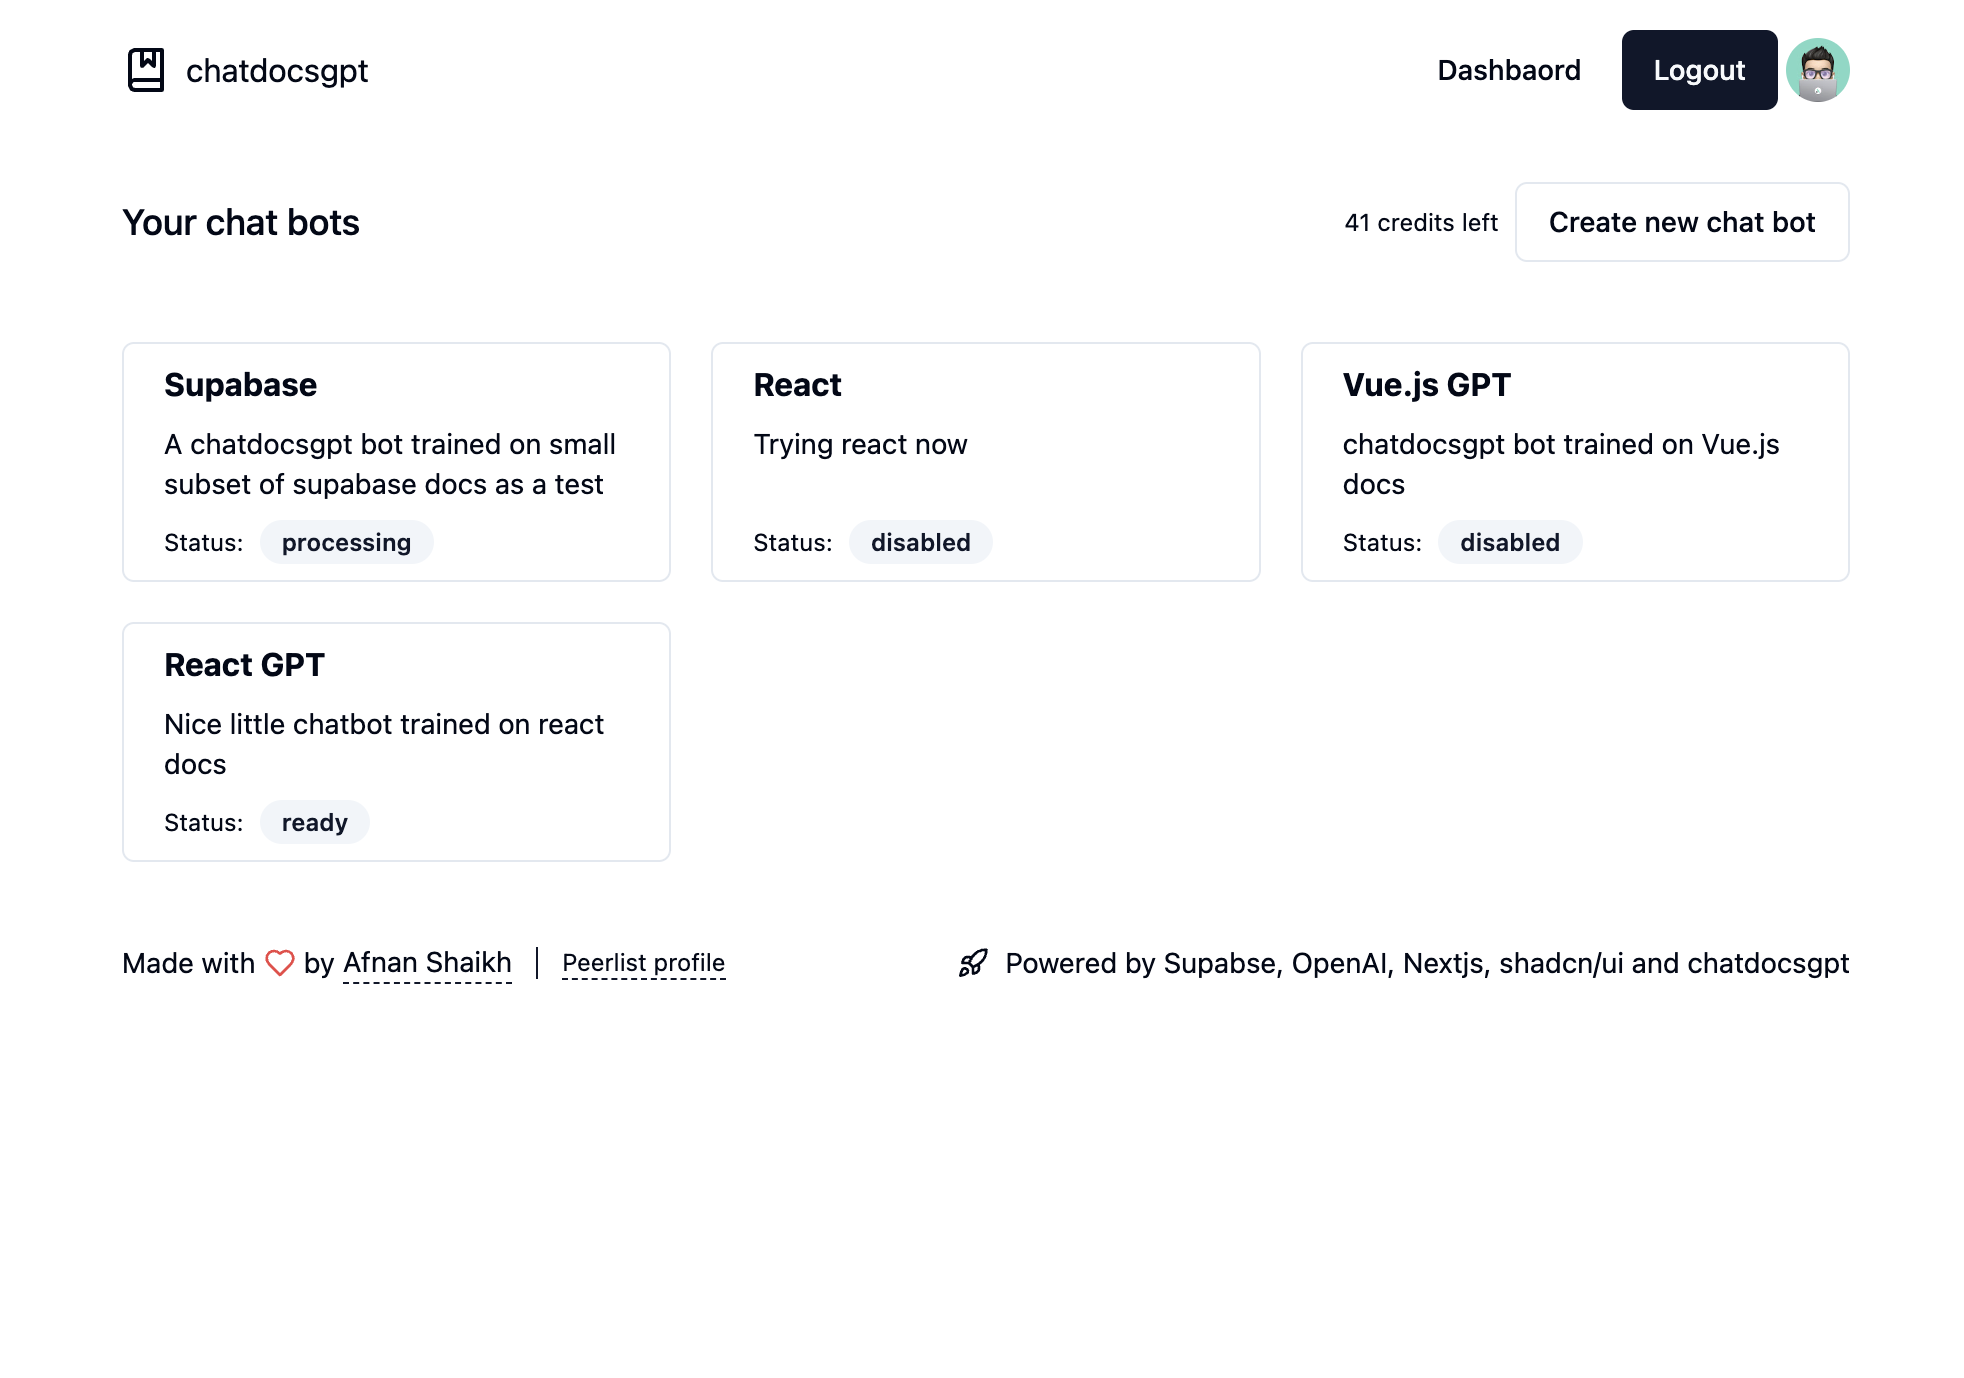 chatdocsgpt
Dashbaord
Logout
Your chat bots
41 credits left
Create new chat bot
Supabase
A chatdocsgpt bot trained on small
subset of supabase docs as a test
Status: processing
React
Trying react now
Status: disabled
Vue.js GPT
chatdocsgpt bot trained on Vue.js
docs
Status: disabled
React GPT
Nice little chatbot trained on react
docs
Status: ready
Made with by Afnan Shaikh | Peerlist profile
Powered by Supabse, OpenAI, Nextjs, shadcn/ui and chatdocsgpt